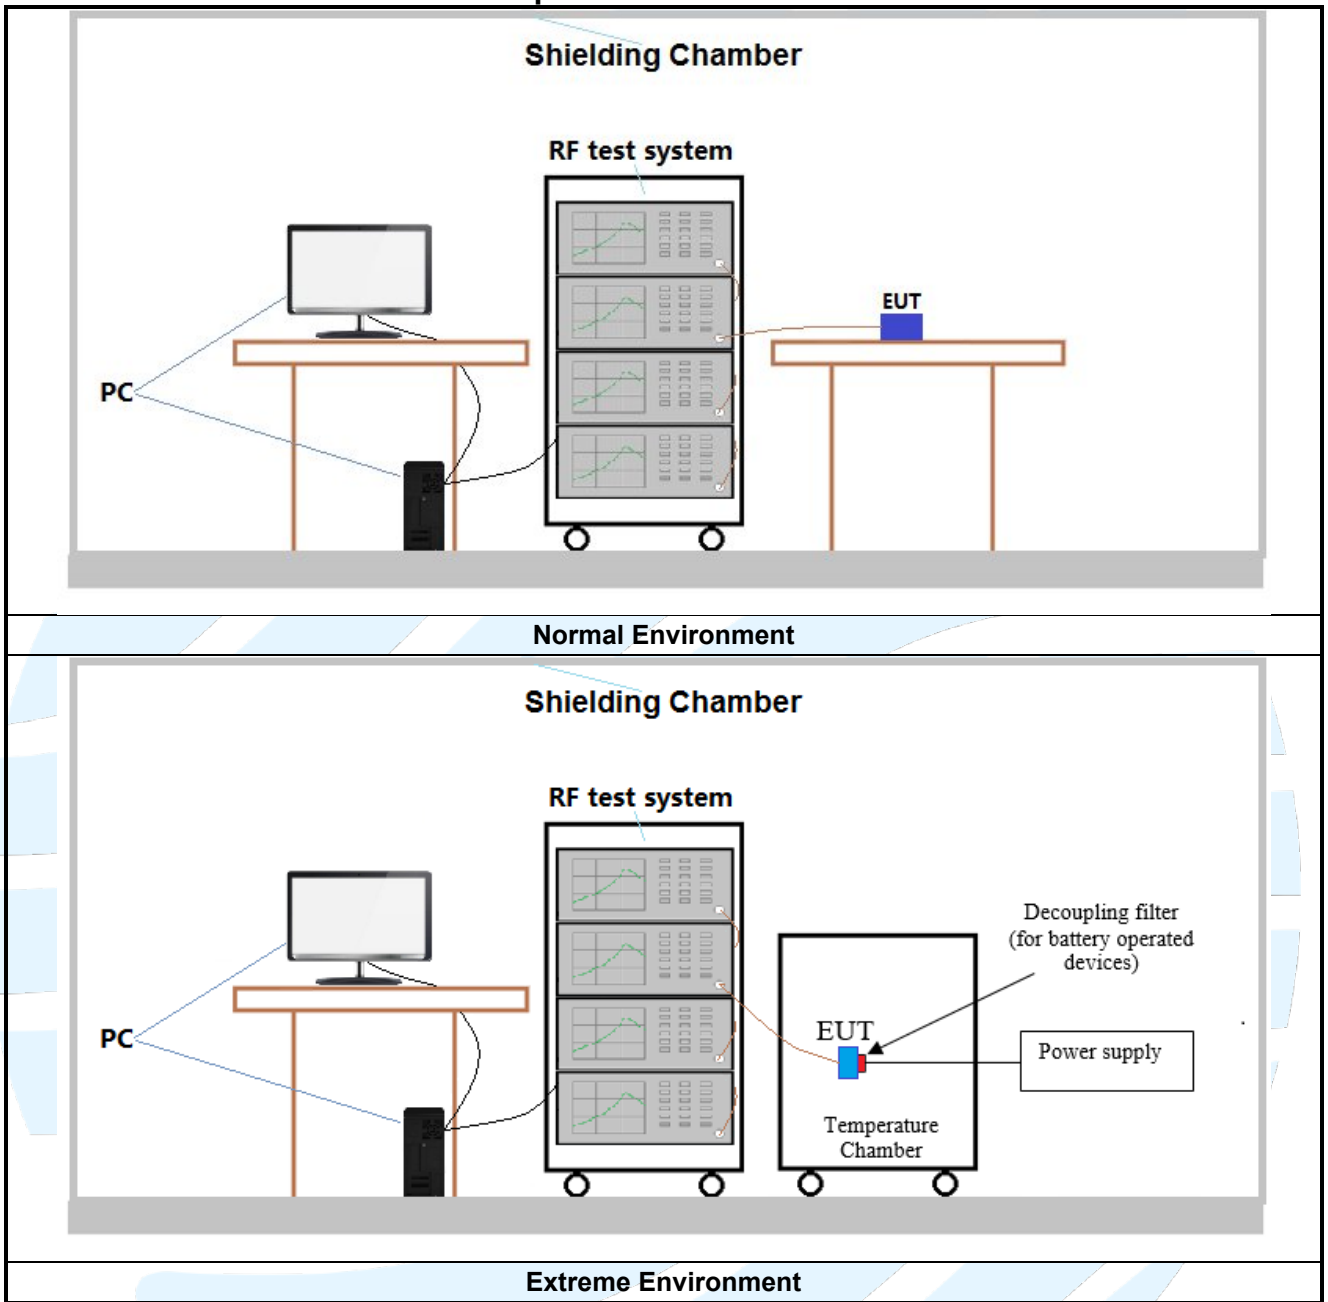 Shielding Chamber
RF test system
EUT
PC
Normal Environment
Shielding Chamber
RF test system
Decoupling filter
(for battery operated
devices)
EUT
Power supply
PC
Temperature
Chamber
Extreme Environment